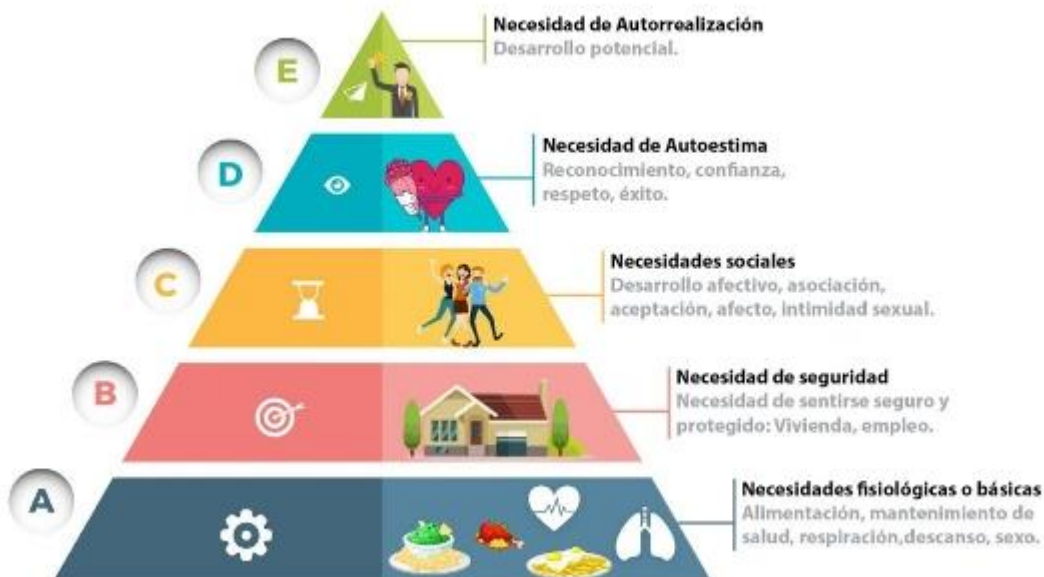 E
Necesidad de Autorrealización
Desarrollo potencial.
D
Necesidad de Autoestima
Reconocimiento, confianza,
respeto, éxito.
C
Necesidades sociales
Desarrollo afectivo, asociación,
aceptación, afecto, intimidad sexual.
B
Necesidad de seguridad
Necesidad de sentirse seguro y
protegido: Vivienda, empleo.
A
Necesidades fisiológicas o básicas
Alimentación, mantenimiento de
salud, respiración,descanso, sexo.